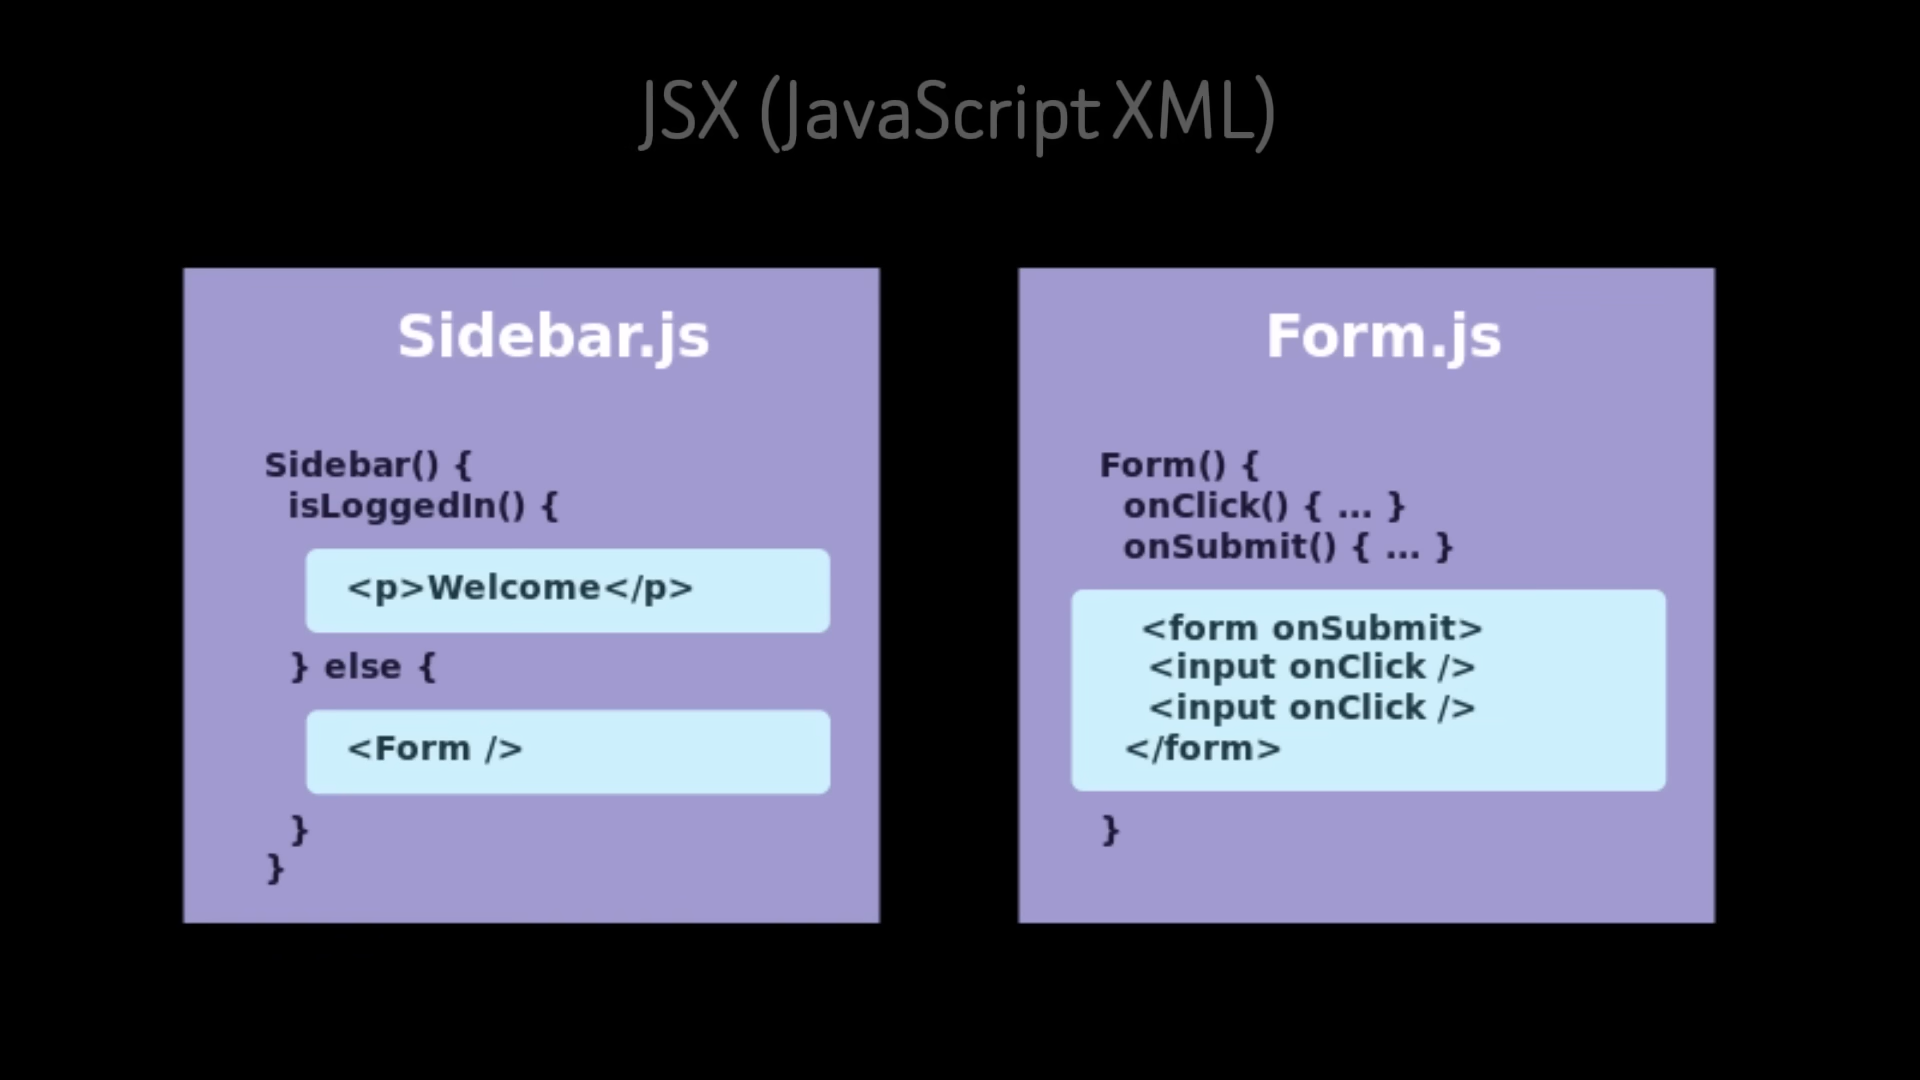 JSX (JavaScript XML)
Sidebar.js
Sidebar() {
isLoggedIn() {
<p>Welcome</p>
} else {
<Form />
}
}
Form.js
Form() {
onClick() { ... }
onSubmit() { ... }
<form onSubmit>
<input onClick />
<input onClick />
</form>
}